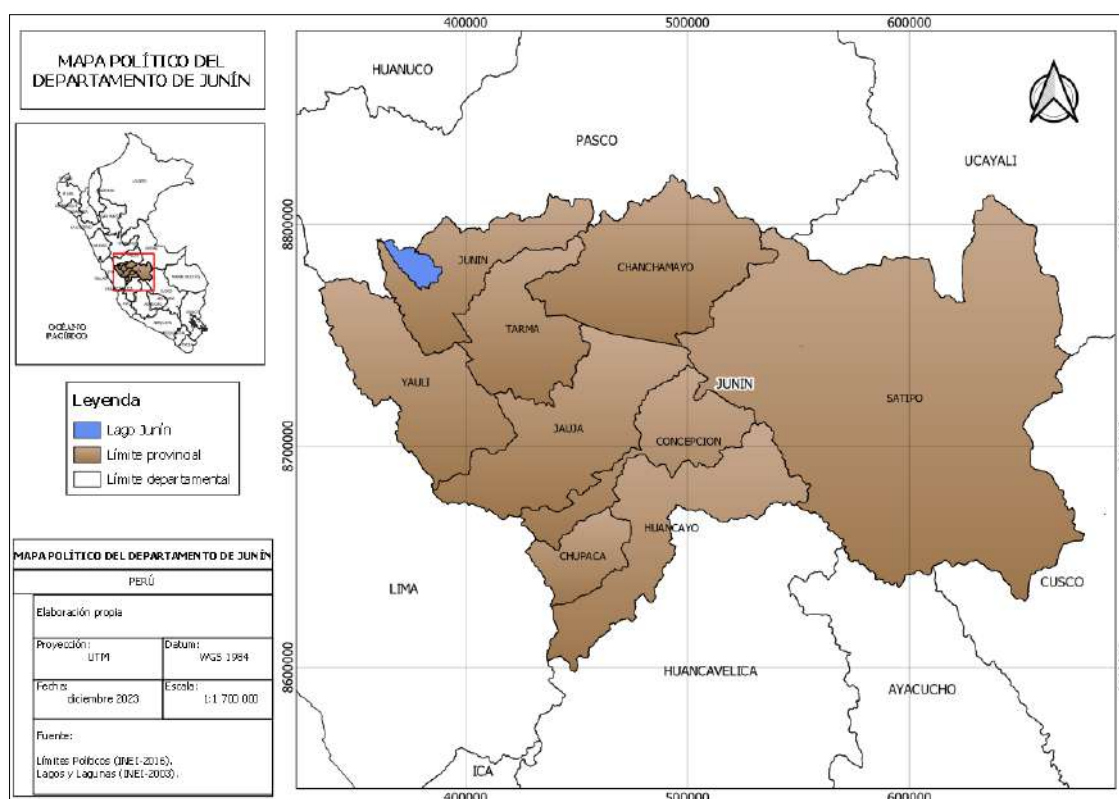 MAPA POLÍTICO DEL
DEPARTAMENTO DE JUNÍN
OCÉANO
PACÍFICO
Leyenda
Lago Junín
Límite provincial
Límite departamental
MAPA POLÍTICO DEL DEPARTAMENTO DE JUNÍN
PERÚ
Elaboración propia
Proyección:
UTM
Datum:
WGS 1984
Fecha:
diciembre 2023
Escala:
1:1 700 000
Fuente:
Límites Políticos (INEI-2016).
Lagos y Lagunas (INEI-2003).
400000
500000
600000
8800000
8700000
8600000
HUANUCO
PASCO
UCAYALI
JUNIN
CHANCHAMAYO
TARMA
YAULI
JUNIN
SATIPO
JAUJA
CONCEPCION
HUANCAYO
CHUPACA
LIMA
CUSCO
HUANCAVELICA
AYACUCHO
ICA
400000
500000
600000